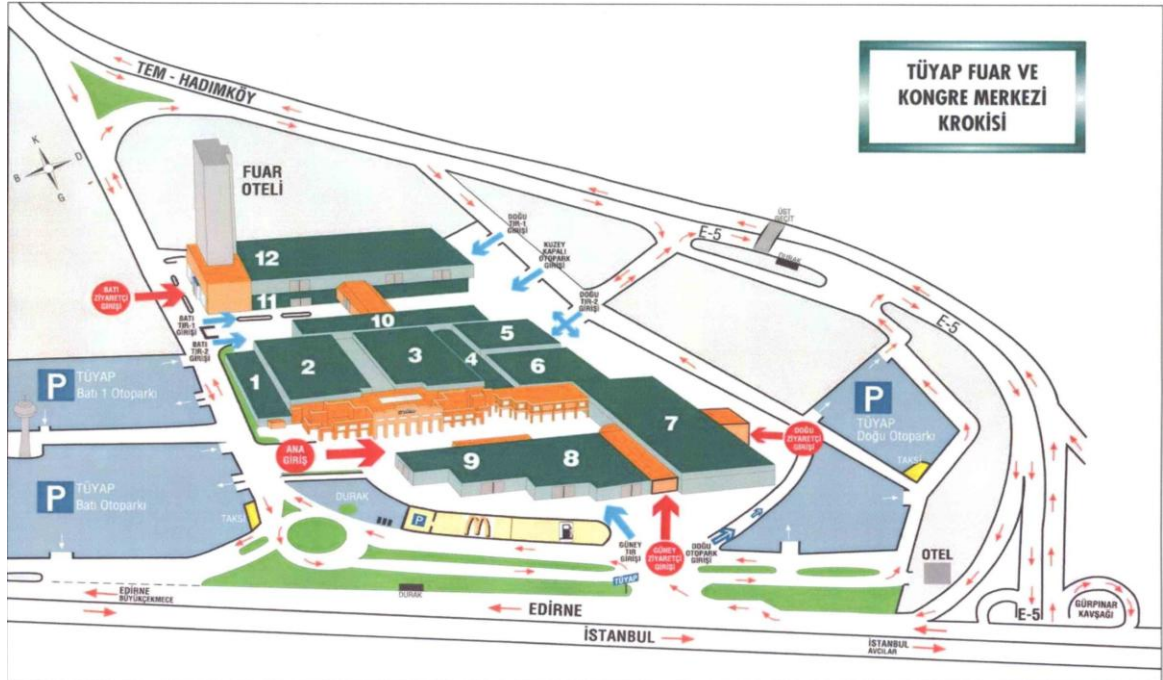 TÜYAP FUAR VE
KONGRE MERKEZİ
KROKİSİ
TEM - HADIMKÖY
K
D
B
G
FUAR
OTELİ
ÜST
GEÇİT
E-5
DURAK
DOĞU
TIR-1
GİRİŞİ
KUZEY
KAPALI
OTOPARK
GİRİŞİ
DOĞU
TIR-2
GİRİŞİ
E-5
12
11
10
BATI
ZİYARETÇİ
GİRİŞİ
BATI
TIR-1
GİRİŞİ
BATI
TIR-2
GİRİŞİ
1
2
3
4
5
6
7
8
9
P
TÜYAP
Batı 1 Otoparkı
P
TÜYAP
Doğu Otoparkı
TAKSİ
DOĞU
ZİYARETÇİ
GİRİŞİ
ANA
GİRİŞ
P
TÜYAP
Batı Otoparkı
TAKSİ
DURAK
P
GÜNEY
TIR
GİRİŞİ
GÜNEY
ZİYARETÇİ
GİRİŞİ
DOĞU
OTOPARK
GİRİŞİ
TÜYAP
OTEL
DURAK
EDİRNE
BÜYÜKÇEKMECE
EDİRNE
İSTANBUL
İSTANBUL
AVCILAR
E-5
GÜRPINAR
KAVŞAĞI